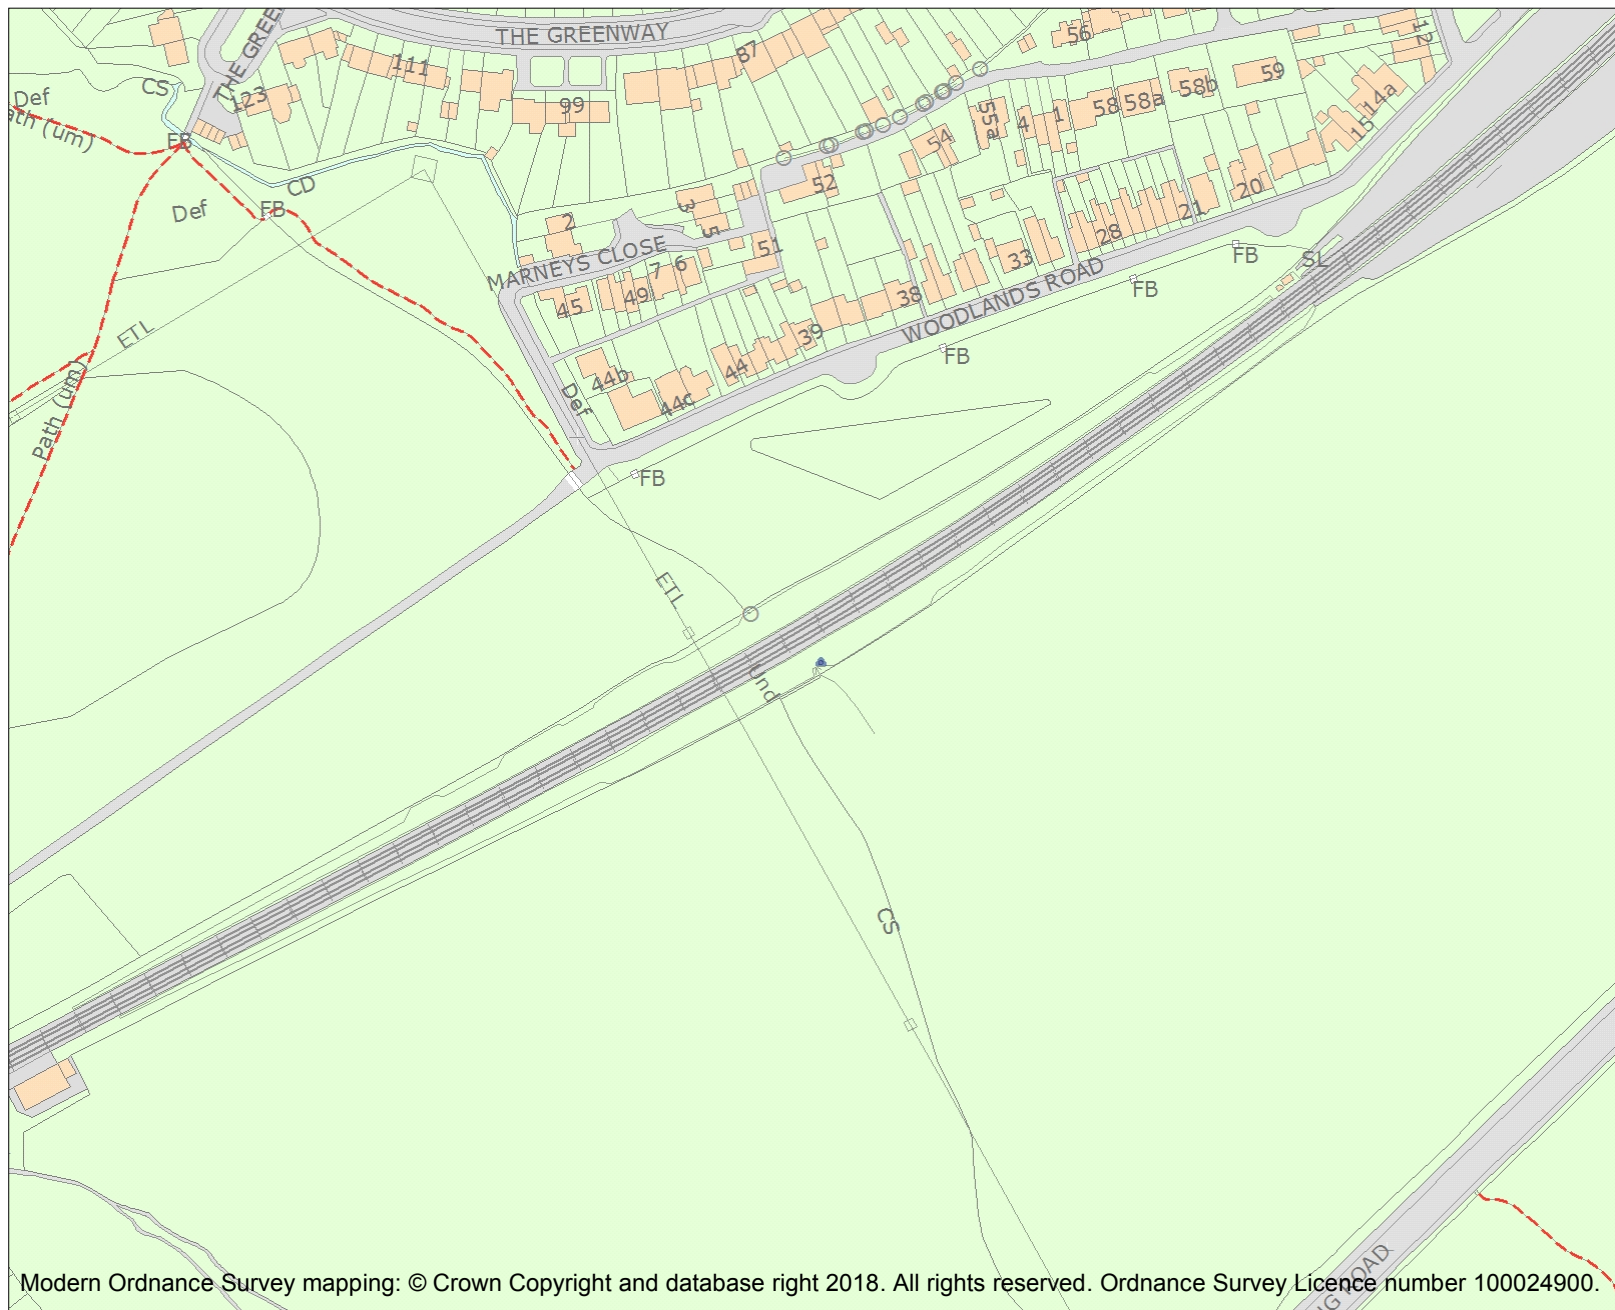 THE GREENWAY
THE GREEN
111
87
56
12
CS
123
99
Def
Path (um)
FB
CD
Def
FB
55a
4
1
58
58a
58b
59
14a
15
54
52
3
5
2
MARNEYS CLOSE
51
7
6
45
49
28
21
20
33
38
39
WOODLANDS ROAD
FB
SL
FB
FB
44
44b
44c
Def
ETL
Path (um)
FB
ETL
Und
CS
NG ROAD
Modern Ordnance Survey mapping: © Crown Copyright and database right 2018. All rights reserved. Ordnance Survey Licence number 100024900.